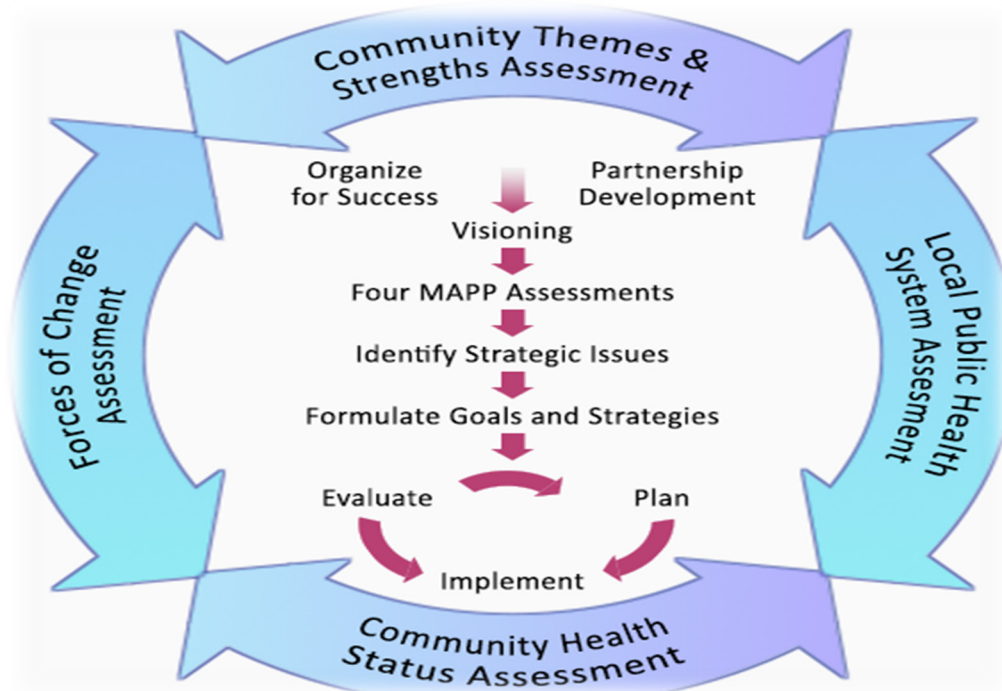 Community Themes &
Strengths Assessment
Organize
for Success
Partnership
Development
Visioning
Four MAPP Assessments
Identify Strategic Issues
Formulate Goals and Strategies
Evaluate
Plan
Implement
Forces of Change
Assessment
Local Public Health
System Assesment
Community Health
Status Assessment